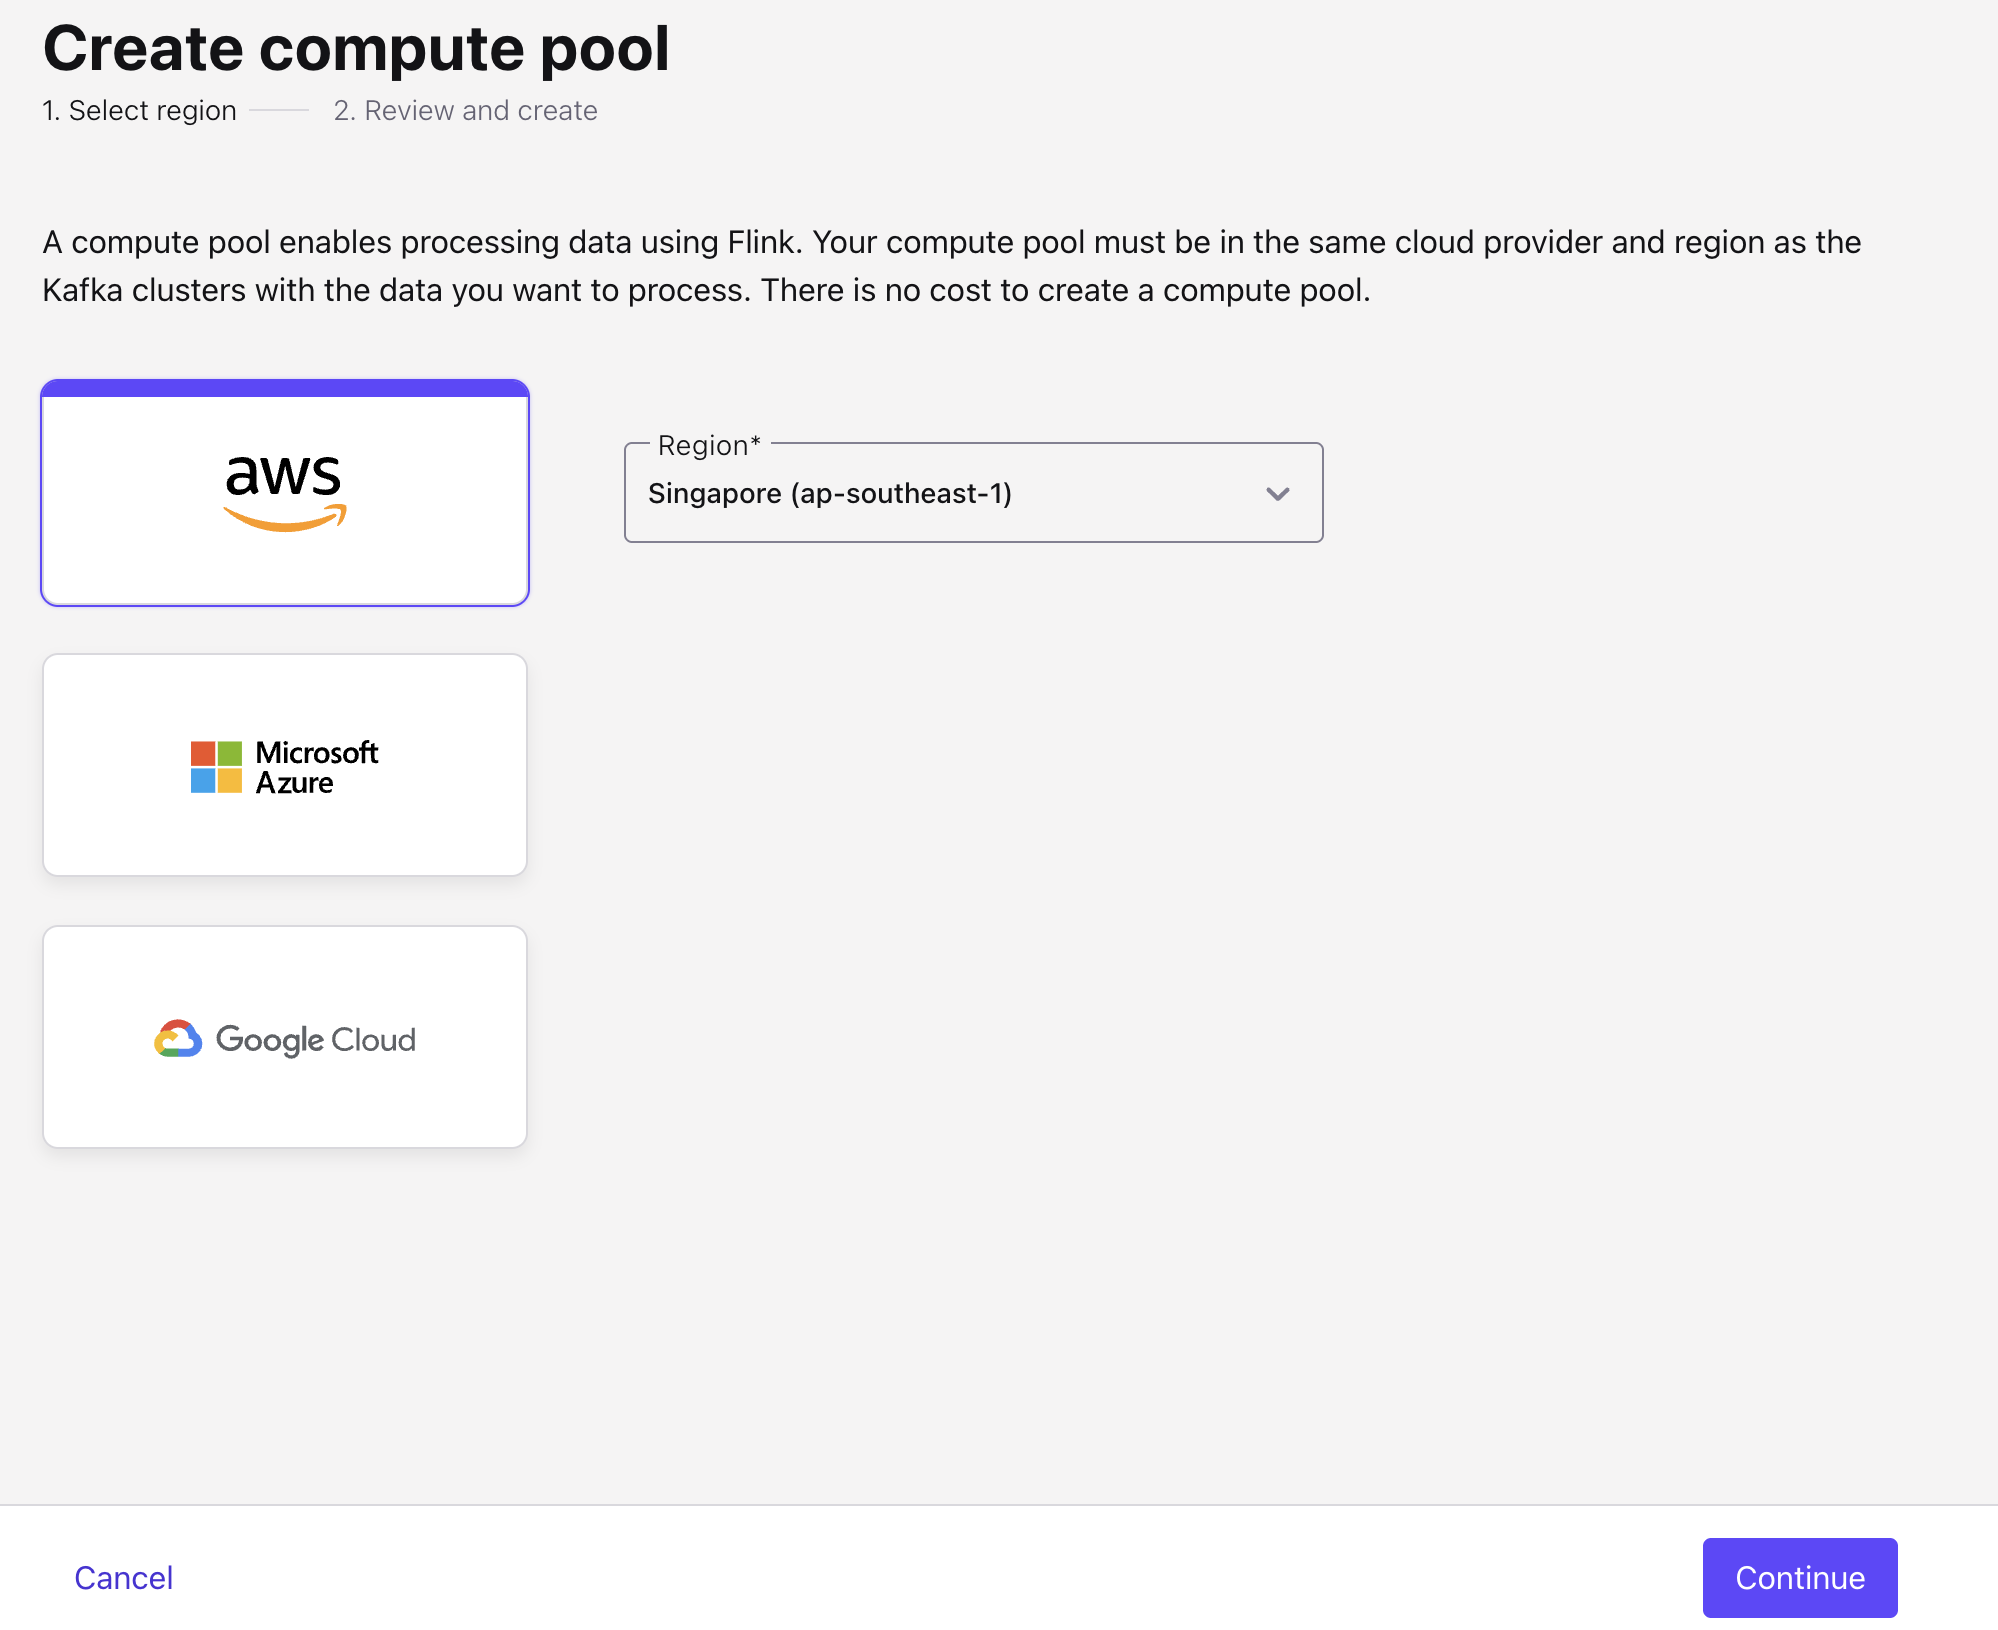 Create compute pool
1. Select region 2. Review and create
A compute pool enables processing data using Flink. Your compute pool must be in the same cloud provider and region as the
Kafka clusters with the data you want to process. There is no cost to create a compute pool.
aws
Region*
Singapore (ap-southeast-1)
Microsoft
Azure
Google Cloud
Cancel
Continue